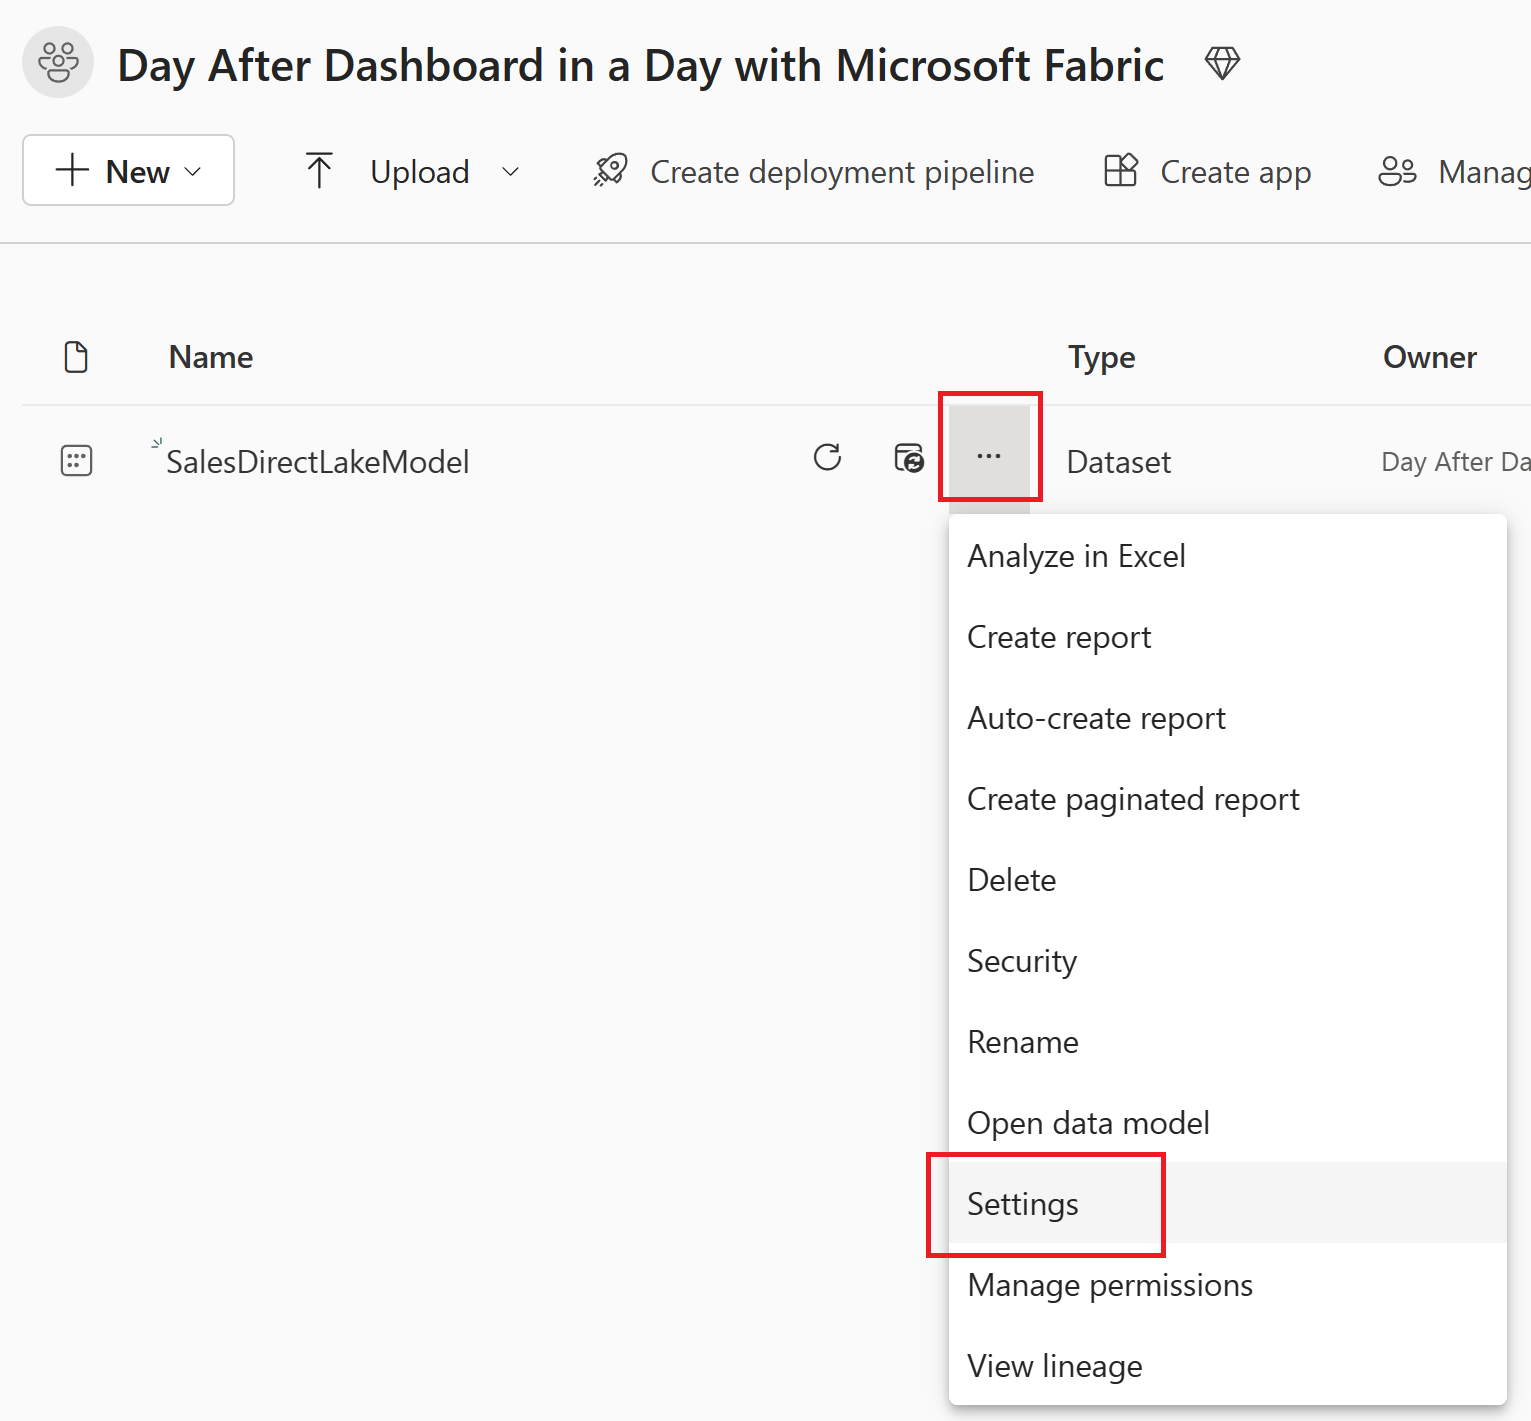 Day After Dashboard in a Day with Microsoft Fabric
New Upload Create deployment pipeline Create app Manag
Name Type Owner
SalesDirectLakeModel ... Dataset Day After Da
Analyze in Excel
Create report
Auto-create report
Create paginated report
Delete
Security
Rename
Open data model
Settings
Manage permissions
View lineage